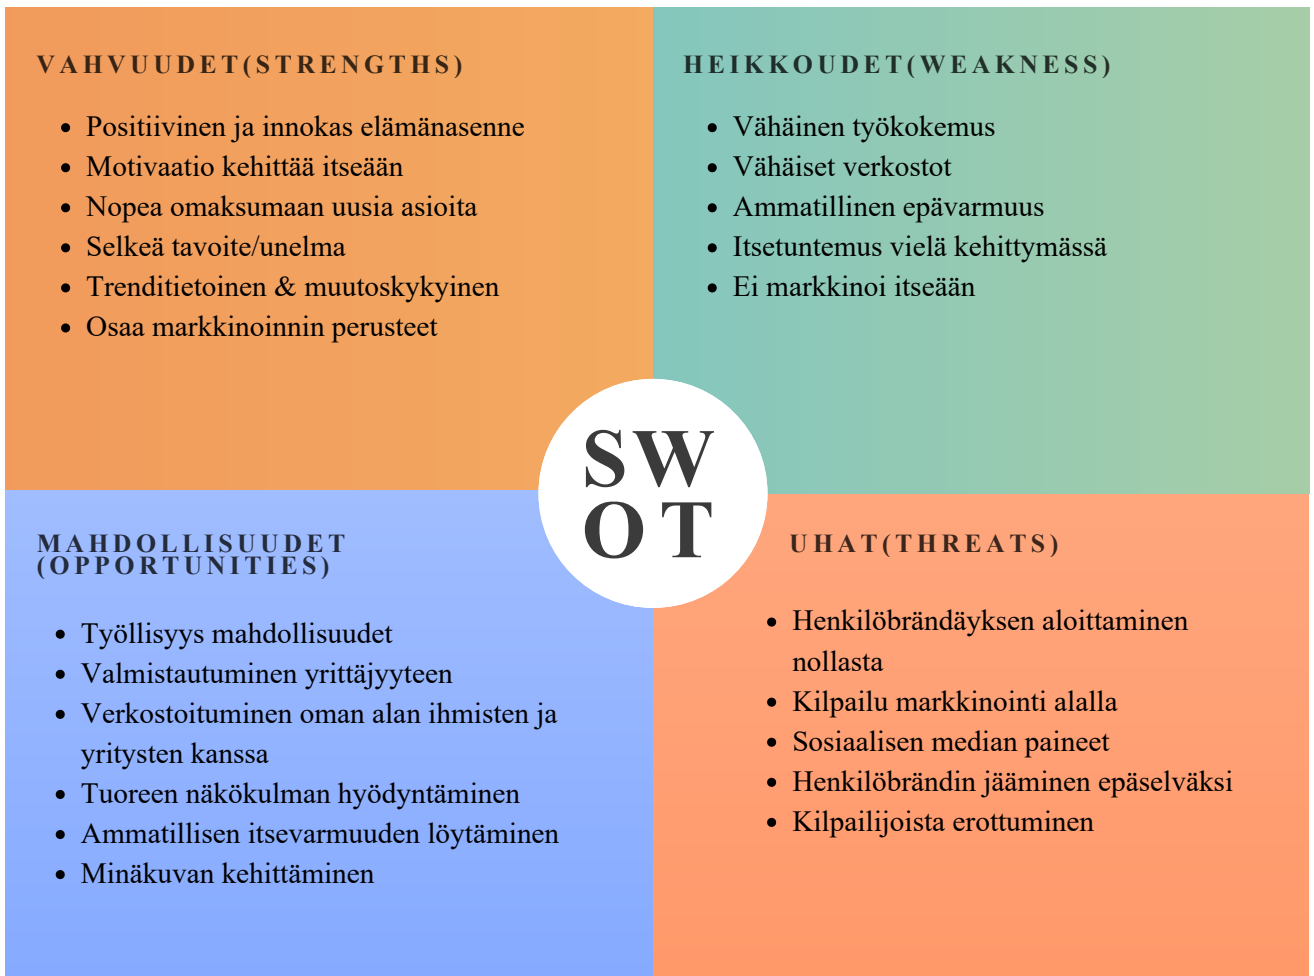 VAHVUUDET(STRENGTHS)
• Positiivinen ja innokas elämänasenne
• Motivaatio kehittää itseään
• Nopea omaksumaan uusia asioita
• Selkeä tavoite/unelma
• Trenditietoinen & muutoskykyinen
• Osaa markkinoinnin perusteet
HEIKKOUDET(WEAKNESS)
• Vähäinen työkokemus
• Vähäiset verkostot
• Ammatillinen epävarmuus
• Itsetuntemus vielä kehittymässä
• Ei markkinoi itseään
SW
OT
MAHDOLLISUUDET
(OPPORTUNITIES)
• Työllisyys mahdollisuudet
• Valmistautuminen yrittäjyyteen
• Verkostoituminen oman alan ihmisten ja
yritysten kanssa
• Tuoreen näkökulman hyödyntäminen
• Ammatillisen itsevarmuuden löytäminen
• Minäkuvan kehittäminen
UHAT(THREATS)
• Henkilöbrändäyksen aloittaminen
nollasta
• Kilpailu markkinointi alalla
• Sosiaalisen median paineet
• Henkilöbrändin jääminen epäselväksi
• Kilpailijoista erottuminen